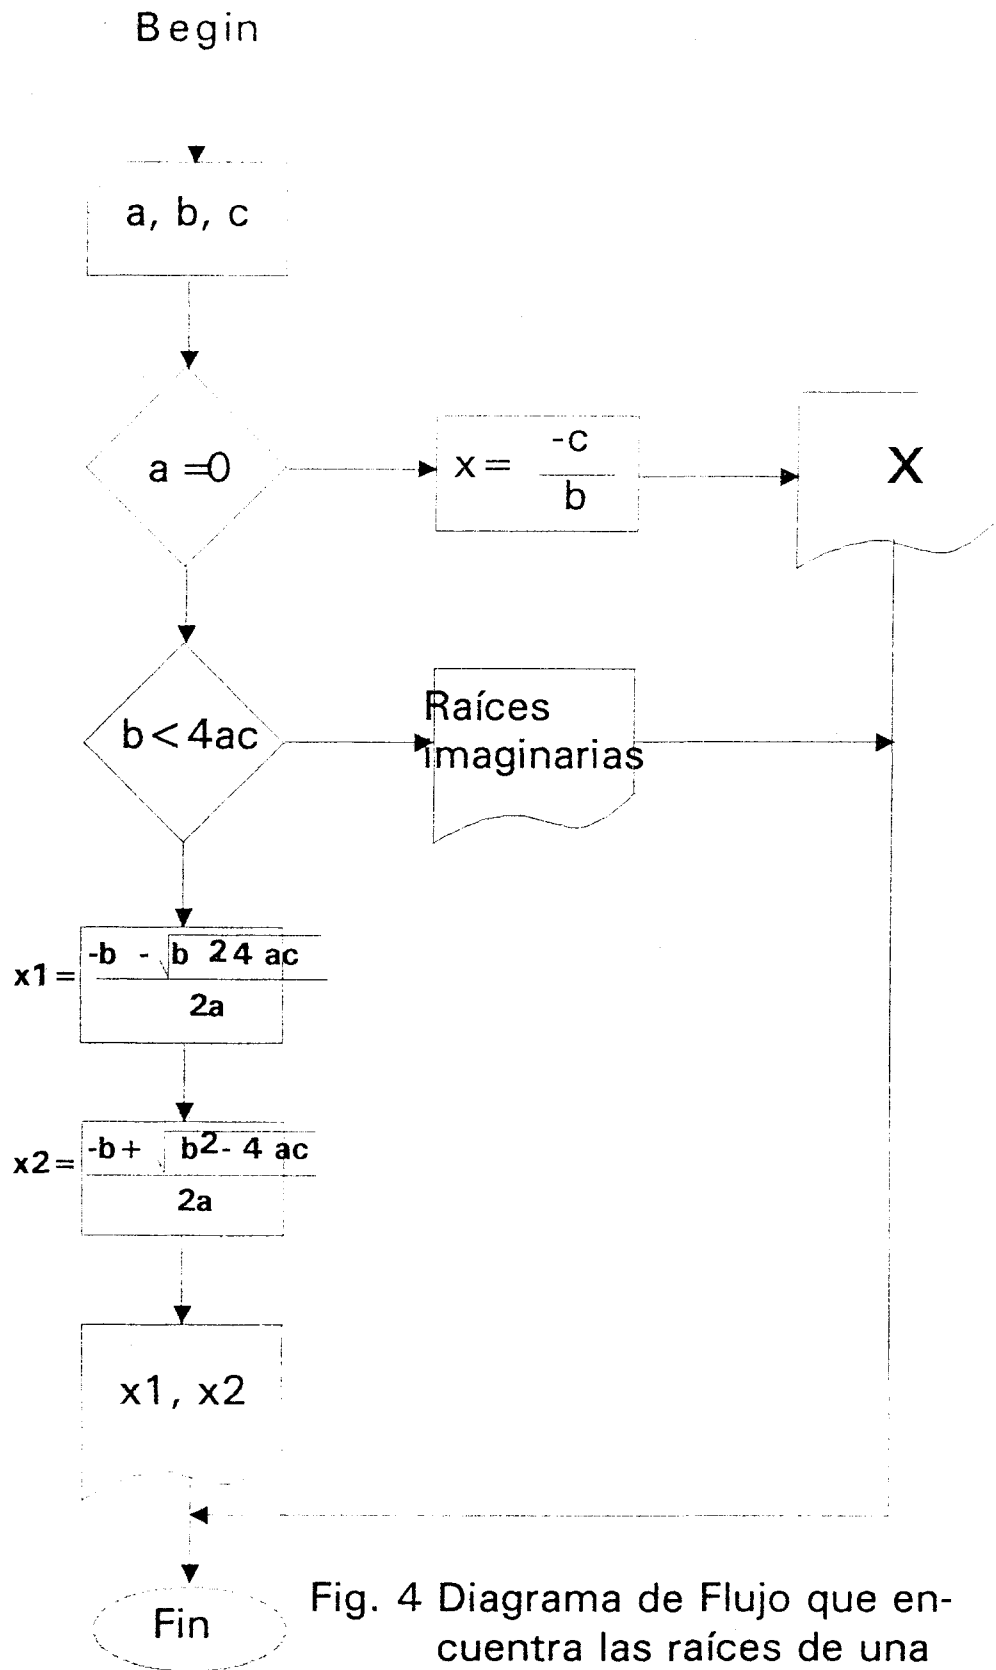 Begin
a, b, c
a =0
x = -c
b
X
b < 4ac
Raíces
imaginarias
x1 = -b - √b 2 4 ac
2a
x2 = -b + √b2 - 4 ac
2a
x1, x2
Fin
Fig. 4 Diagrama de Flujo que en-
cuentra las raíces de una